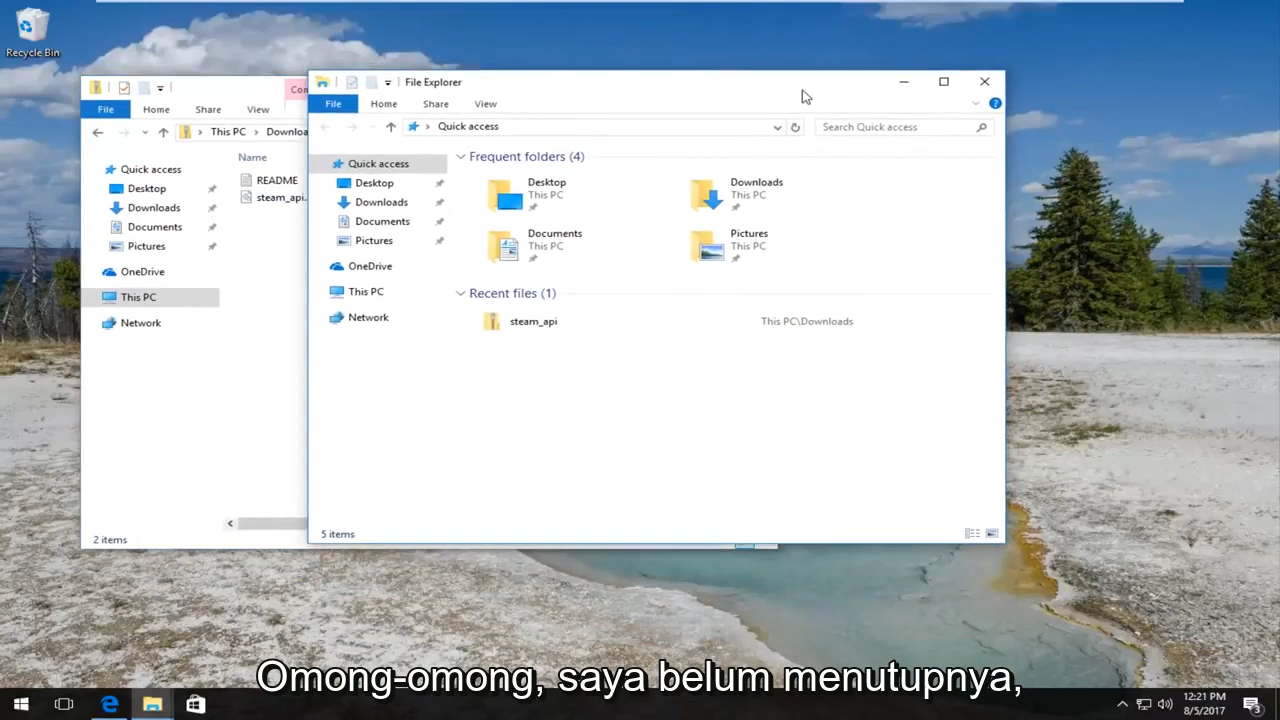 Recycle Bin
File Explorer
File
Home
Share
View
Quick access
Search Quick access
Quick access
Desktop
Downloads
Documents
Pictures
OneDrive
This PC
Network
Frequent folders (4)
Desktop
This PC
Downloads
This PC
Documents
This PC
Pictures
This PC
Recent files (1)
steam_api
This PC\Downloads
5 items
File
Home
Share
View
This PC
Quick access
Desktop
Downloads
Documents
Pictures
OneDrive
This PC
Network
Name
README
steam_api.
2 items
Omong-omong, saya belum menutupnya,
12:21 PM
8/5/2017
3